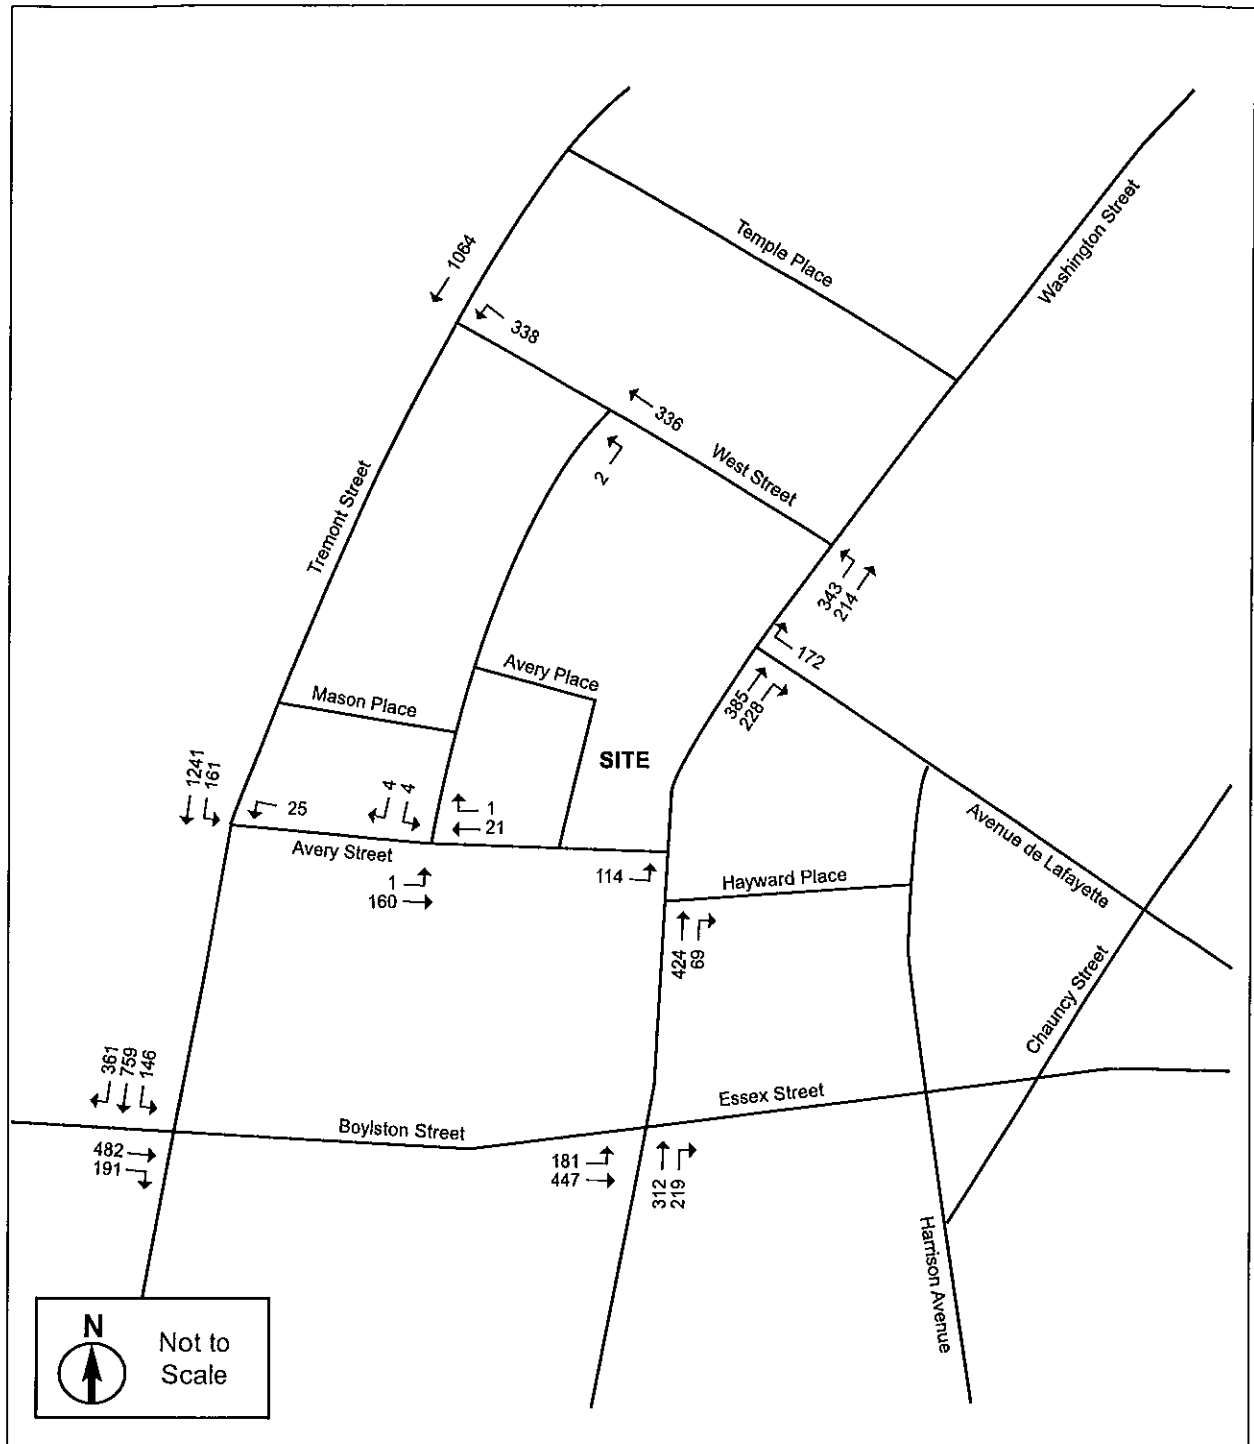 Temple Place
Washington Street
1064
338
336
West Street
2
Tremont Street
343
214
172
Avery Place
385
228
Mason Place
SITE
1241
161
25
4
4
1
21
Avery Street
1
160
114
Hayward Place
Avenue de Lafayette
424
69
Chauncy Street
361
759
146
Essex Street
Boylston Street
482
191
181
447
312
219
Harrison Avenue
N
Not to
Scale